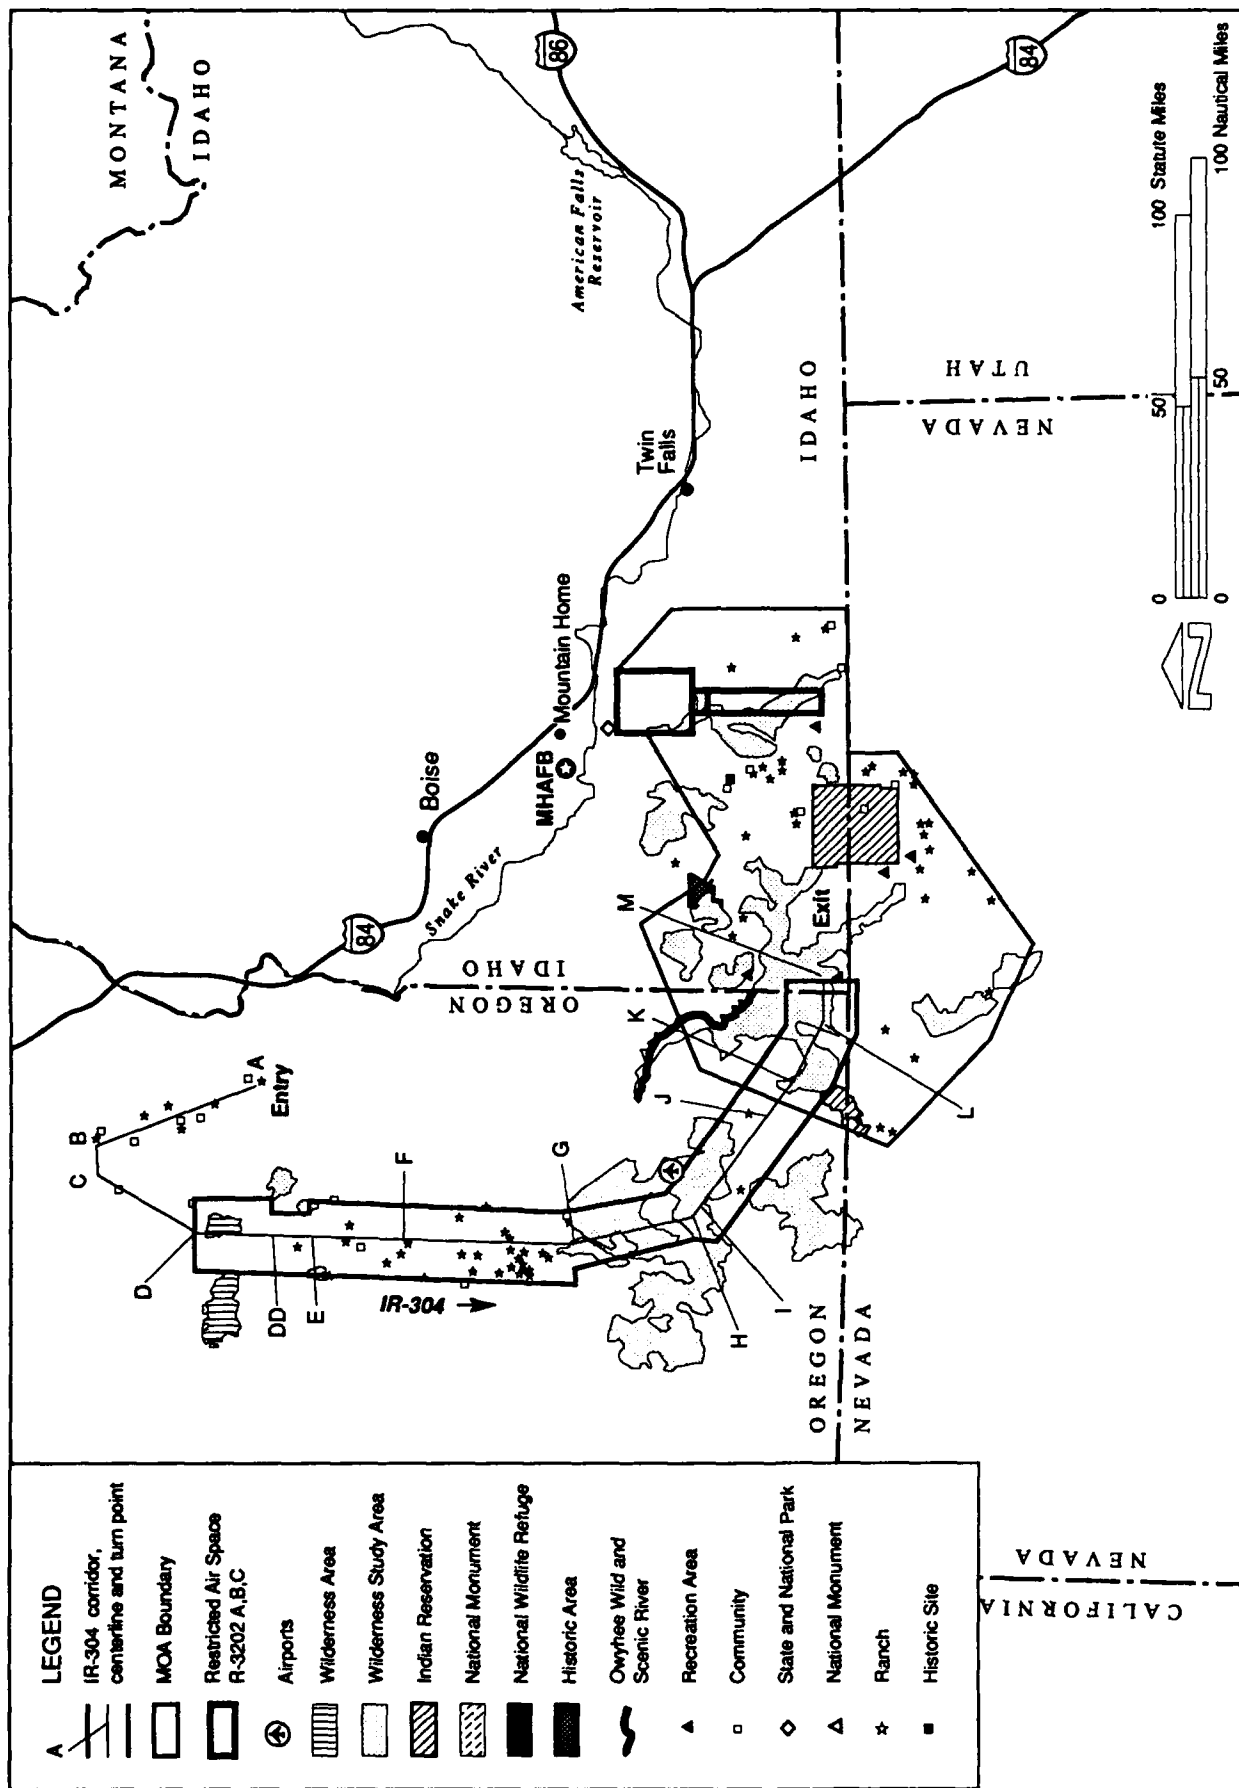 LEGEND
A
IR-304 corridor,
centerline and turn point
MOA Boundary
Restricted Air Space
R-3202 A,B,C
Airports
Wilderness Area
Wilderness Study Area
Indian Reservation
National Monument
National Wildlife Refuge
Historic Area
Owyhee Wild and
Scenic River
Recreation Area
Community
State and National Park
National Monument
Ranch
Historic Site
MONTANA
IDAHO
86
84
American Falls
Reservoir
Twin
Falls
Mountain Home
MHAFB
Boise
Snake River
84
IDAHO
OREGON
A
Entry
B
C
D
DD
E
F
G
IR-304
H
I
J
K
L
M
Exit
OREGON
NEVADA
IDAHO
UTAH
NEVADA
NEVADA
CALIFORNIA
0
50
100 Statute Miles
0
50
100 Nautical Miles